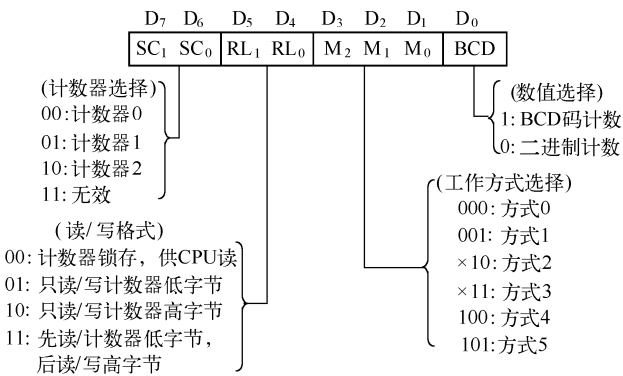 D₇ D₆ D₅ D₄ D₃ D₂ D₁ D₀
SC₁ SC₀ RL₁ RL₀ M₂ M₁ M₀ BCD
(计数器选择)
00:计数器0
01:计数器1
10:计数器2
11:无效
(数值选择)
1: BCD码计数
0: 二进制计数
(读/写格式)
00: 计数器锁存，供CPU读
01: 只读/写计数器低字节
10: 只读/写计数器高字节
11: 先读/计数器低字节，
后读/写高字节
(工作方式选择)
000: 方式0
001: 方式1
×10: 方式2
×11: 方式3
100: 方式4
101: 方式5